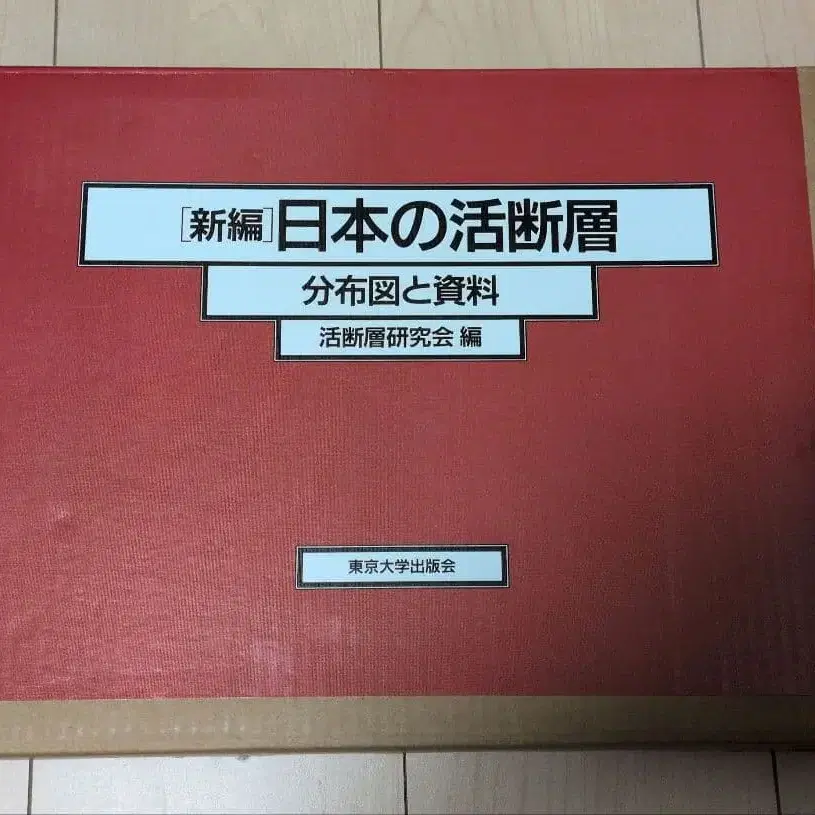 [新編]日本の活断層
分布図と資料
活断層研究会 編
東京大学出版会